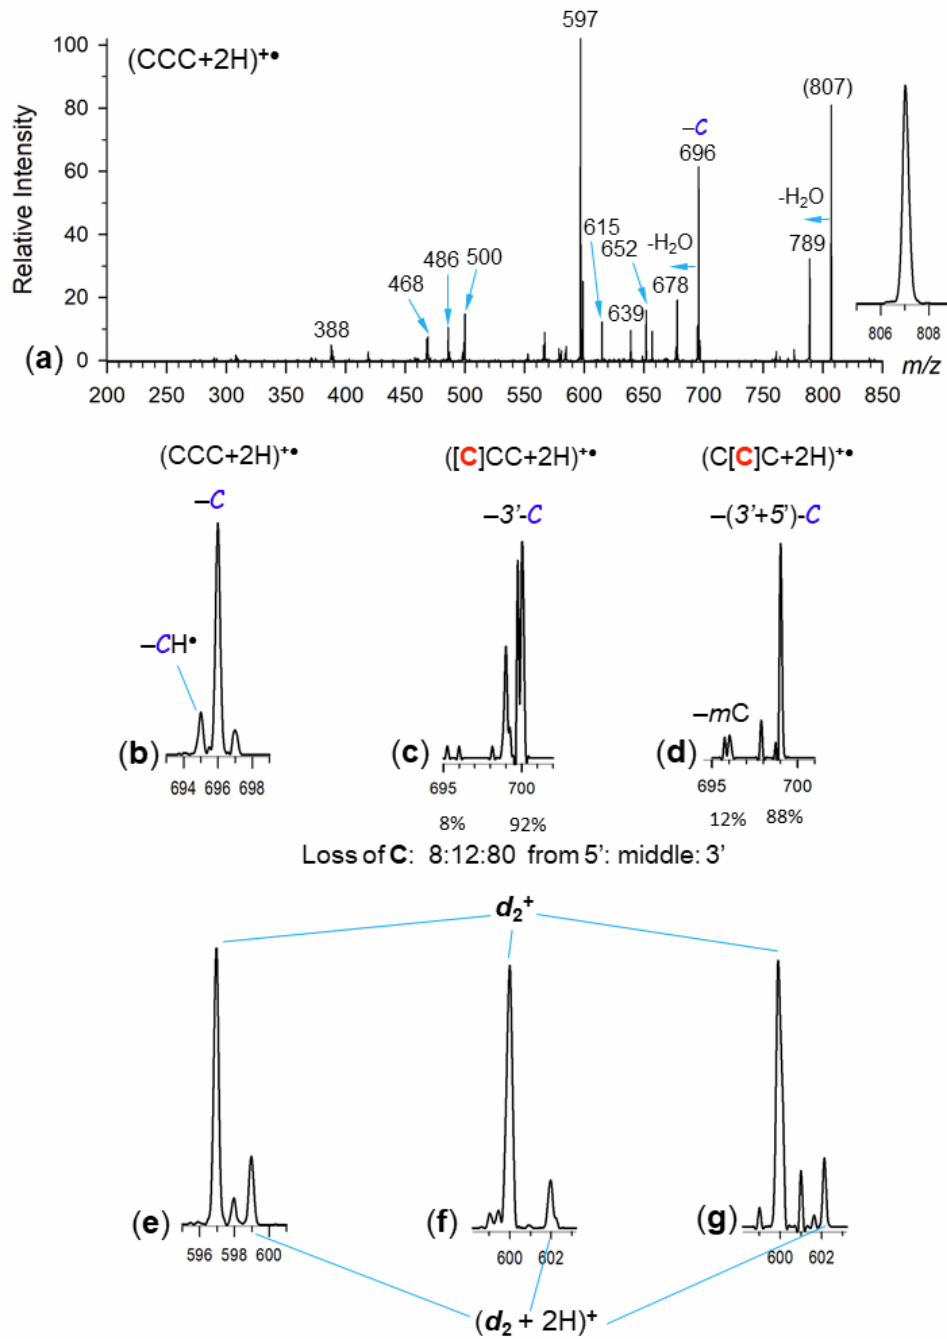 597
100
(CCC+2H)⁺•
(807)
80
–C
696
60
-H₂O
Relative Intensity
615
652
-H₂O
789
40
486
500
468
678
20
639
388
806 808
(a)
0
m/z
200 250 300 350 400 450 500 550 600 650 700 750 800 850
(CCC+2H)⁺•
([C]CC+2H)⁺•
(C[C]C+2H)⁺•
–C
–3'-C
–(3'+5')-C
–CH•
–mC
(b)
(c)
(d)
694 696 698
695 700
695 700
8% 92%
12% 88%
Loss of C: 8:12:80 from 5': middle: 3'
d₂⁺
(e)
(f)
(g)
596 598 600
600 602
600 602
(d₂ + 2H)⁺